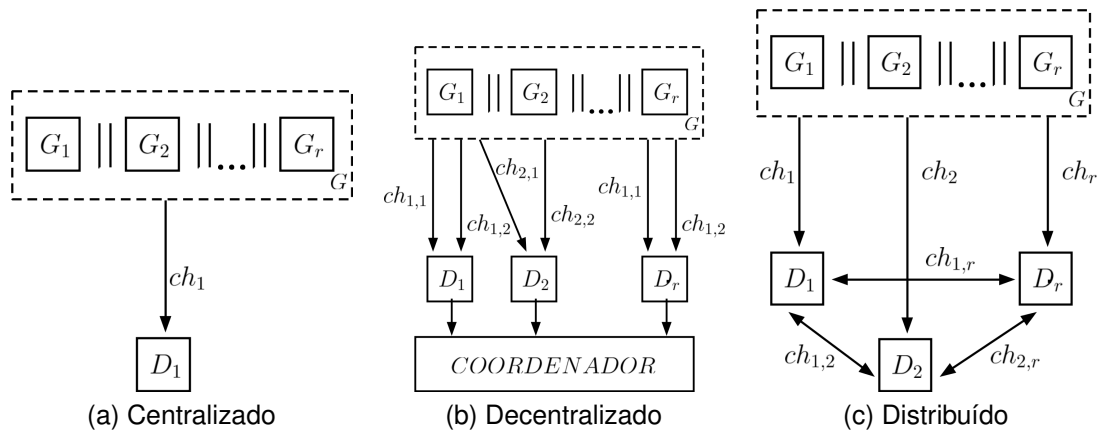 G₁ || G₂ ||...|| Gᵣ
G
ch₁
D₁
(a) Centralizado
G₁ || G₂ ||...|| Gᵣ
G
ch₁,₁ ch₁,₂ ch₂,₁ ch₂,₂ ch₁,₁ ch₁,₂
D₁ D₂ Dᵣ
COORDENADOR
(b) Decentralizado
G₁ || G₂ ||...|| Gᵣ
G
ch₁ ch₂ chᵣ
D₁ ch₁,ᵣ Dᵣ
ch₁,₂ D₂ ch₂,ᵣ
(c) Distribuído